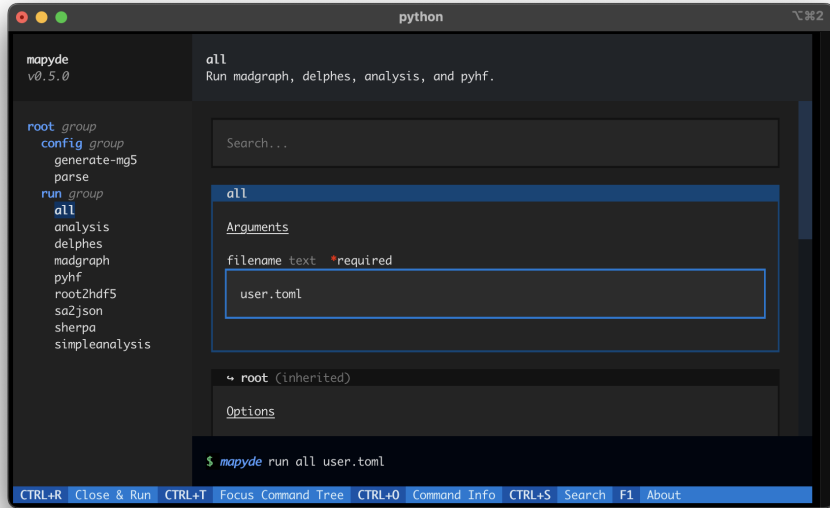 python
⌥⌘2
mapyde
v0.5.0
all
Run madgraph, delphes, analysis, and pyhf.
root group
config group
generate-mg5
parse
run group
all
analysis
delphes
madgraph
pyhf
root2hdf5
sa2json
sherpa
simpleanalysis
Search...
all
Arguments
filename text *required
user.toml
↪ root (inherited)
Options
$ mapyde run all user.toml
CTRL+R Close & Run CTRL+T Focus Command Tree CTRL+O Command Info CTRL+S Search F1 About